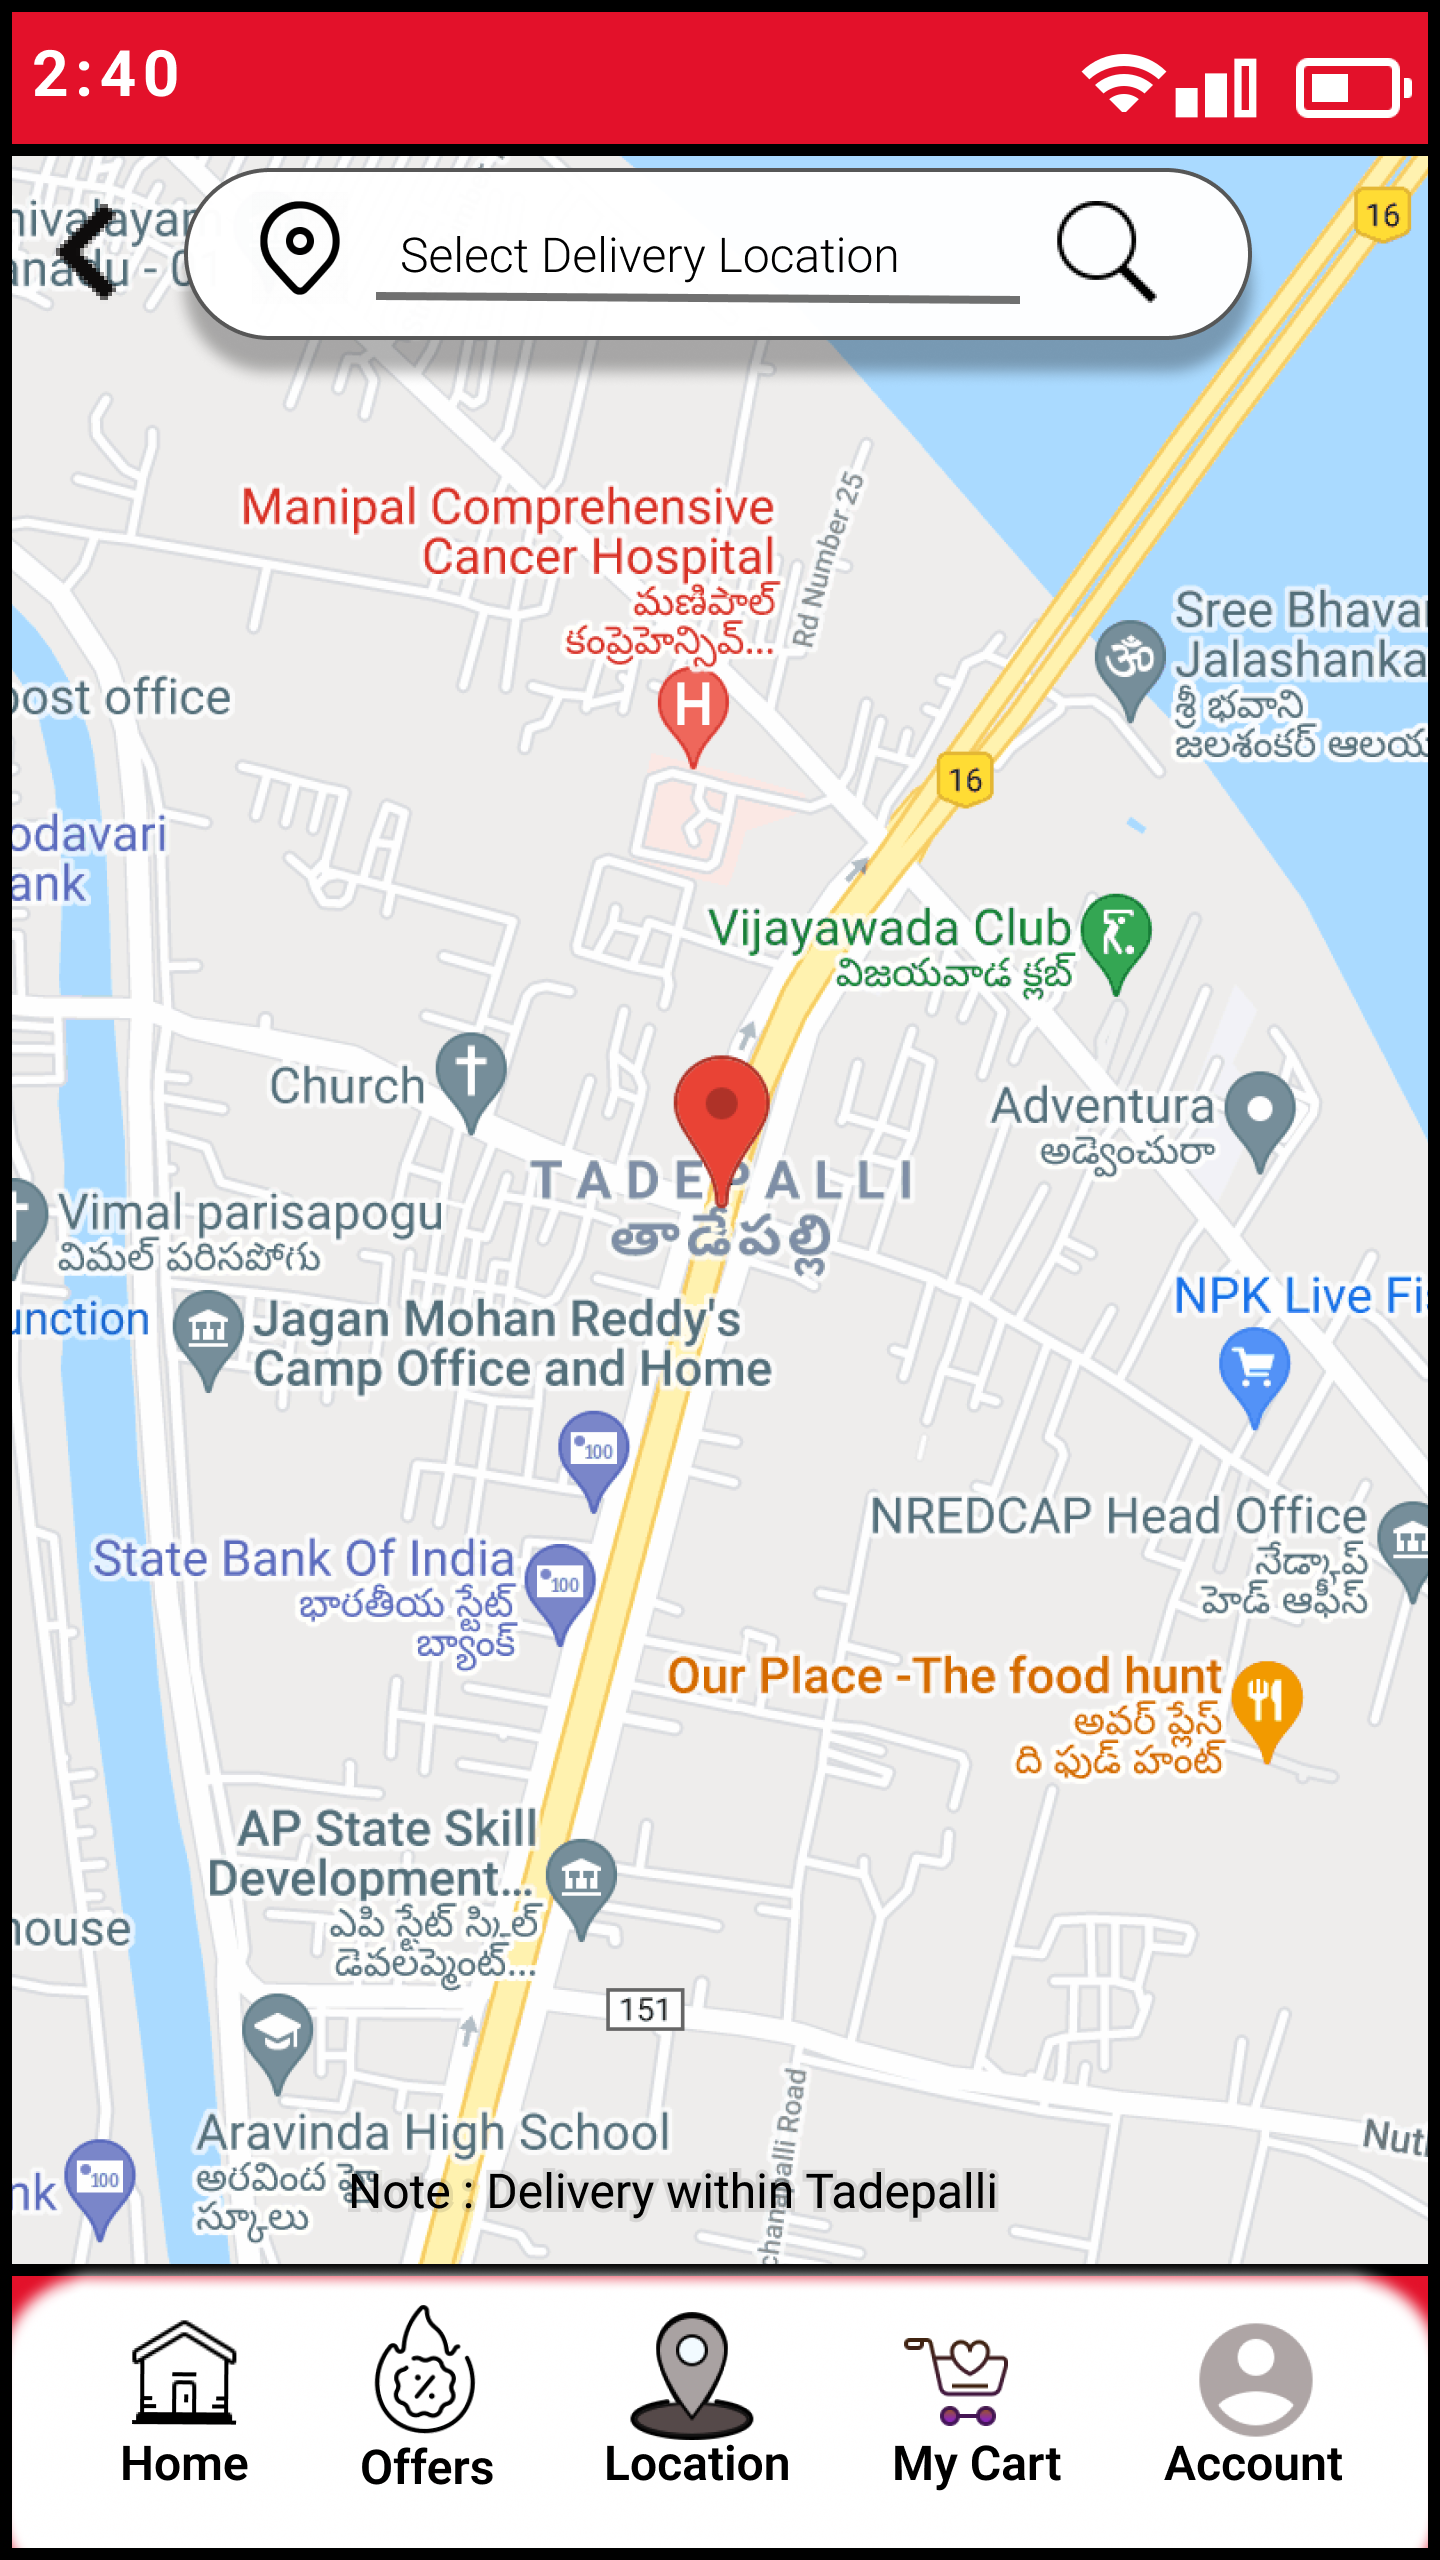 2:40
Select Delivery Location
16
Manipal Comprehensive
Cancer Hospital
మణిపాల్
కంప్రెహెన్సివ్...
Rd Number 25
H
Sree Bhava
Jalashanka
శ్రీ భవాని
జలశంకర్ ఆలయ
post office
16
odavari
ank
Vijayawada Club
విజయవాడ క్లబ్
Church
Adventura
అడ్వెంచురా
TADEPALLI
తాడేపల్లి
Vimal parisapogu
విమల్ పరిసపోగు
unction
Jagan Mohan Reddy's
Camp Office and Home
NPK Live Fi
100
NREDCAP Head Office
నేడ్కాప్
హెడ్ ఆఫీస్
State Bank Of India
భారతీయ స్టేట్
బ్యాంక్
100
Our Place -The food hunt
అవర్ ప్లేస్
ది ఫుడ్ హంట్
AP State Skill
Development...
ఎపి స్టేట్ స్కిల్
డెవలప్మెంట్...
house
151
Aravinda High School
అరవింద హై
స్కూలు
chanapalli Road
Nut
nk
100
Note : Delivery within Tadepalli
Home
Offers
Location
My Cart
Account